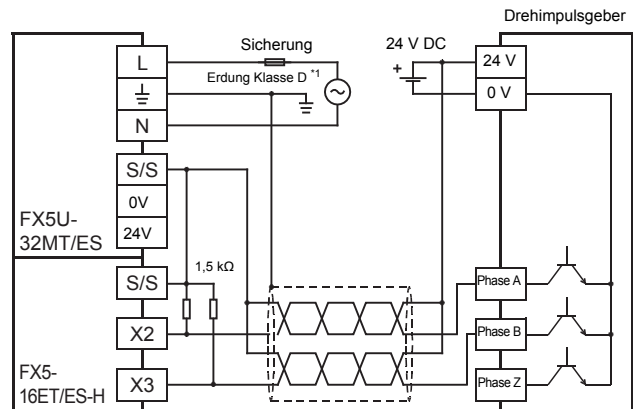 Drehimpulsgeber
L
Sicherung
24 V DC
24 V
Erdung Klasse D *1
+
0 V
N
S/S
0V
24V
FX5U-
32MT/ES
S/S
1,5 kΩ
Phase A
X2
Phase B
FX5-
16ET/ES-H
X3
Phase Z